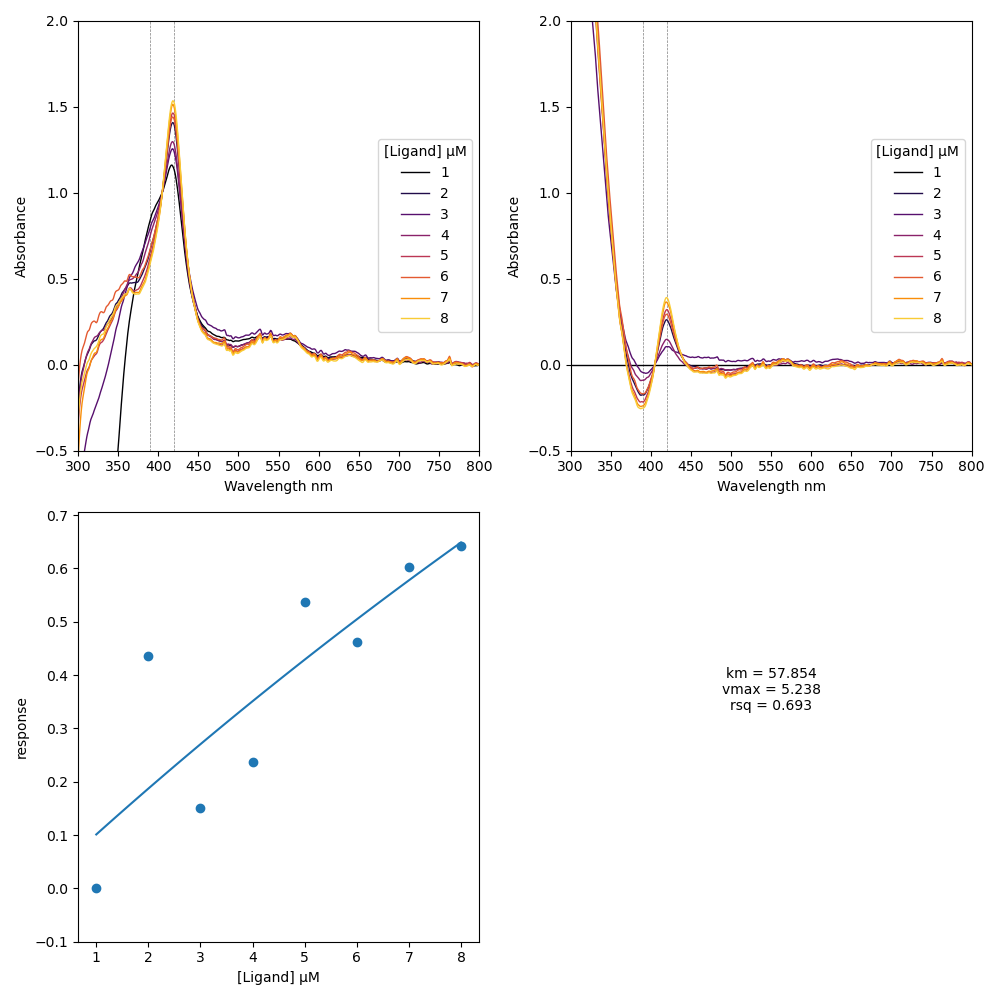 2.0
1.5
1.0
0.5
0.0
−0.5
Absorbance
300 350 400 450 500 550 600 650 700 750 800
Wavelength nm
[Ligand] μM
1
2
3
4
5
6
7
8
2.0
1.5
1.0
0.5
0.0
−0.5
Absorbance
300 350 400 450 500 550 600 650 700 750 800
Wavelength nm
[Ligand] μM
1
2
3
4
5
6
7
8
0.7
0.6
0.5
0.4
0.3
0.2
0.1
0.0
−0.1
response
1 2 3 4 5 6 7 8
[Ligand] μM
km = 57.854
vmax = 5.238
rsq = 0.693